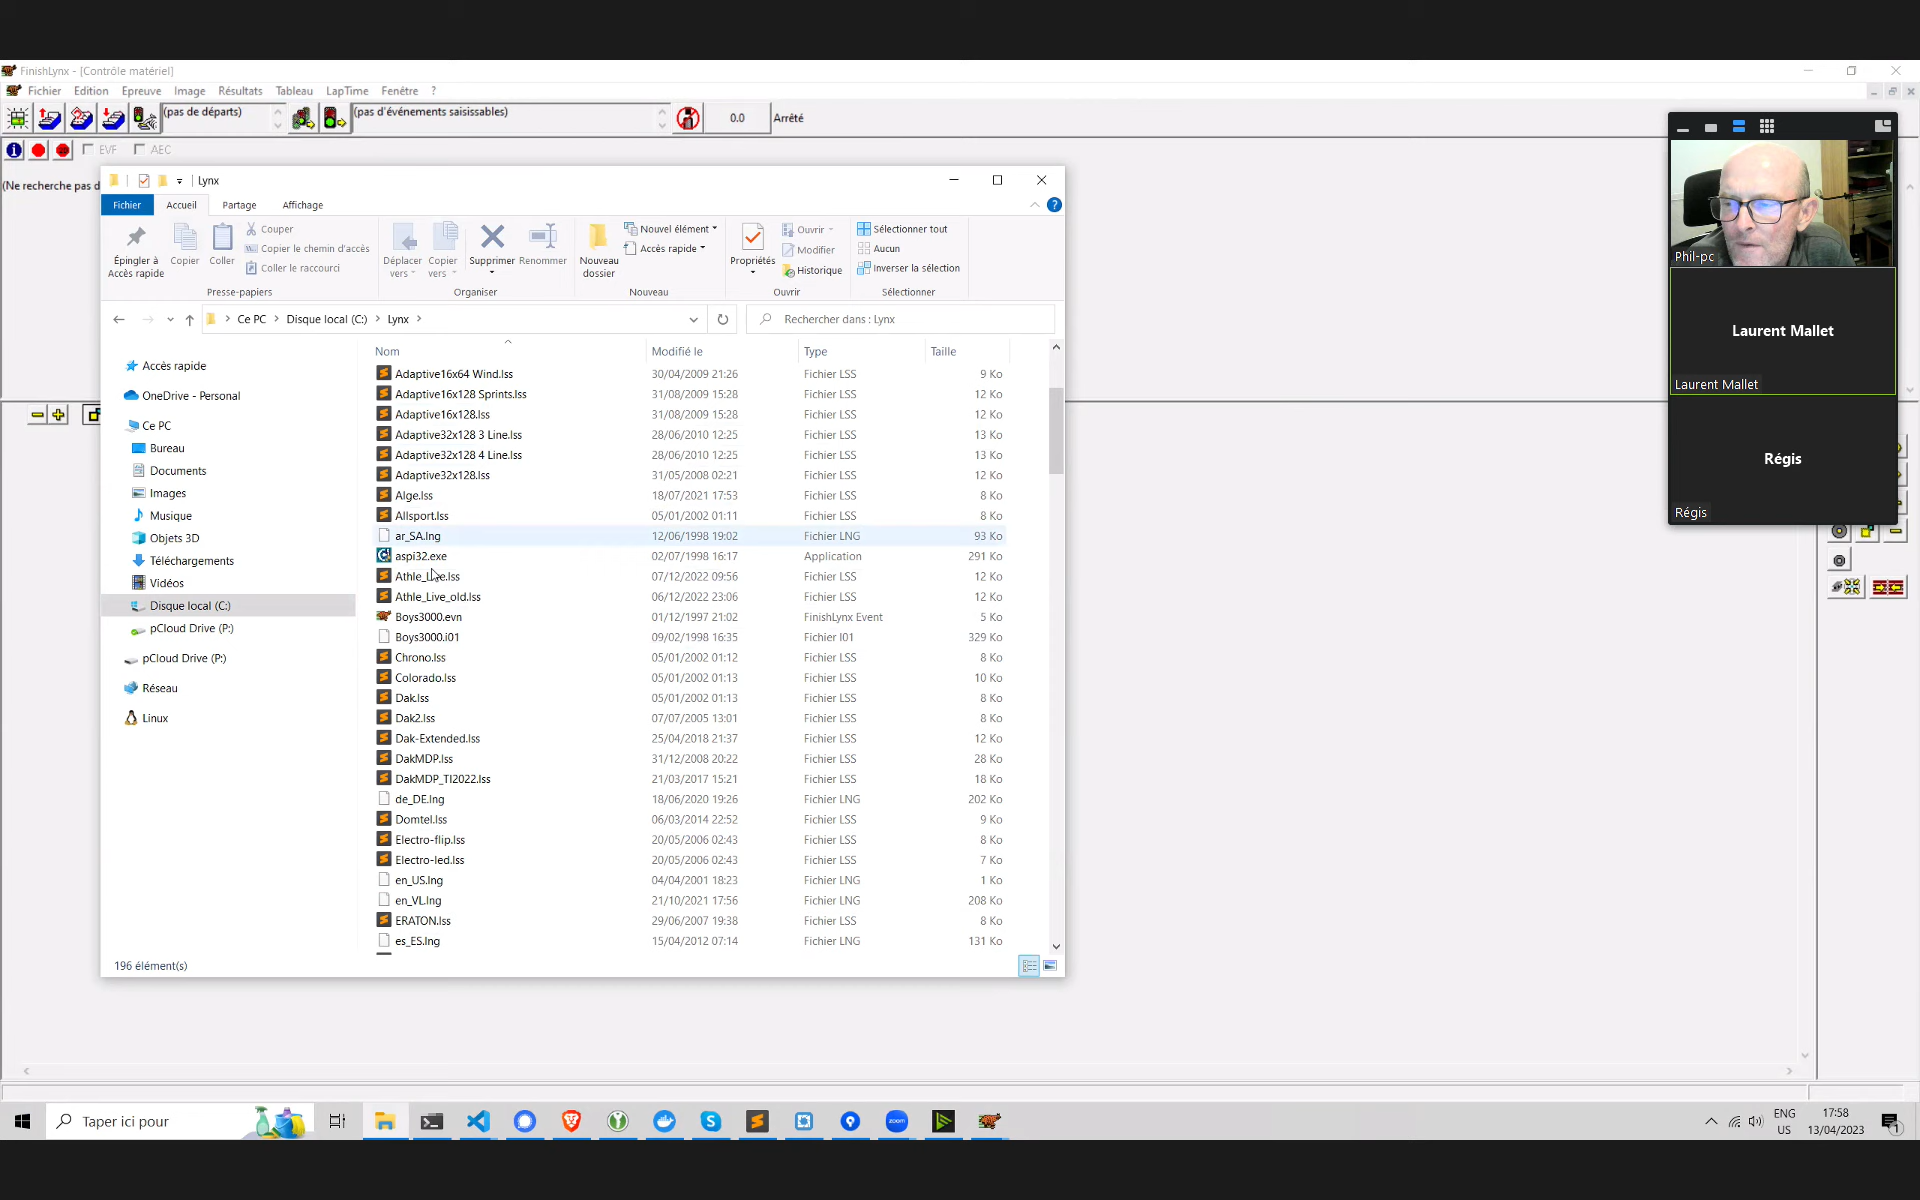 FinishLynx - [Contrôle matériel]
Fichier Edition Epreuve Image Résultats Tableau LapTime Fenêtre ?
(pas de départs) (pas d'événements saisissables) 0.0 Arrêté
EVF AEC
(Ne recherche pas d
Lynx
Fichier Accueil Partage Affichage
Épingler à Accès rapide
Copier
Coller
Couper
Copier le chemin d'accès
Coller le raccourci
Presse-papiers
Déplacer vers
Copier vers
Supprimer
Renommer
Organiser
Nouveau dossier
Nouvel élément
Accès rapide
Nouveau
Propriétés
Ouvrir
Modifier
Historique
Ouvrir
Sélectionner tout
Aucun
Inverser la sélection
Sélectionner
Ce PC > Disque local (C:) > Lynx >
Rechercher dans : Lynx
Accès rapide
OneDrive - Personal
Ce PC
Bureau
Documents
Images
Musique
Objets 3D
Téléchargements
Vidéos
Disque local (C:)
pCloud Drive (P:)
pCloud Drive (P:)
Réseau
Linux
Nom Modifié le Type Taille
Adaptive16x64 Wind.lss 30/04/2009 21:26 Fichier LSS 9 Ko
Adaptive16x128 Sprints.lss 31/08/2009 15:28 Fichier LSS 12 Ko
Adaptive16x128.lss 31/08/2009 15:28 Fichier LSS 12 Ko
Adaptive32x128 3 Line.lss 28/06/2010 12:25 Fichier LSS 13 Ko
Adaptive32x128 4 Line.lss 28/06/2010 12:25 Fichier LSS 13 Ko
Adaptive32x128.lss 31/05/2008 02:21 Fichier LSS 12 Ko
Alge.lss 18/07/2021 17:53 Fichier LSS 8 Ko
Allsport.lss 05/01/2002 01:11 Fichier LSS 8 Ko
ar_SA.lng 12/06/1998 19:02 Fichier LNG 93 Ko
aspi32.exe 02/07/1998 16:17 Application 291 Ko
Athle_Live.lss 07/12/2022 09:56 Fichier LSS 12 Ko
Athle_Live_old.lss 06/12/2022 23:06 Fichier LSS 12 Ko
Boys3000.evn 01/12/1997 21:02 FinishLynx Event 5 Ko
Boys3000.i01 09/02/1998 16:35 Fichier I01 329 Ko
Chrono.lss 05/01/2002 01:12 Fichier LSS 8 Ko
Colorado.lss 05/01/2002 01:13 Fichier LSS 10 Ko
Dak.lss 05/01/2002 01:13 Fichier LSS 8 Ko
Dak2.lss 07/07/2005 13:01 Fichier LSS 8 Ko
Dak-Extended.lss 25/04/2018 21:37 Fichier LSS 12 Ko
DakMDP.lss 31/12/2008 20:22 Fichier LSS 28 Ko
DakMDP_TI2022.lss 21/03/2017 15:21 Fichier LSS 18 Ko
de_DE.lng 18/06/2020 19:26 Fichier LNG 202 Ko
Domtel.lss 06/03/2014 22:52 Fichier LSS 9 Ko
Electro-flip.lss 20/05/2006 02:43 Fichier LSS 8 Ko
Electro-led.lss 20/05/2006 02:43 Fichier LSS 7 Ko
en_US.lng 04/04/2001 18:23 Fichier LNG 1 Ko
en_VL.lng 21/10/2021 17:56 Fichier LNG 208 Ko
ERATON.lss 29/06/2007 19:38 Fichier LSS 8 Ko
es_ES.lng 15/04/2012 07:14 Fichier LNG 131 Ko
196 élément(s)
Phil-pc
Laurent Mallet
Laurent Mallet
Régis
Régis
Taper ici pour
zoom
ENG
US
17:58
13/04/2023
1